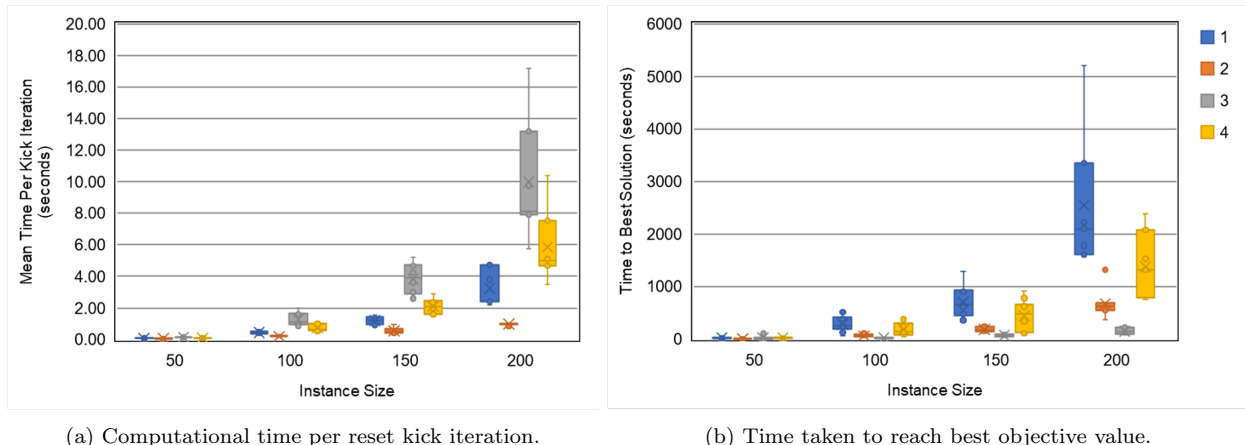 20.00
18.00
16.00
14.00
12.00
10.00
8.00
6.00
4.00
2.00
0.00
Mean Time Per Kick Iteration
(seconds)
50 100 150 200
Instance Size
(a) Computational time per reset kick iteration.
6000
5000
4000
3000
2000
1000
0
Time to Best Solution (seconds)
50 100 150 200
Instance Size
1
2
3
4
(b) Time taken to reach best objective value.